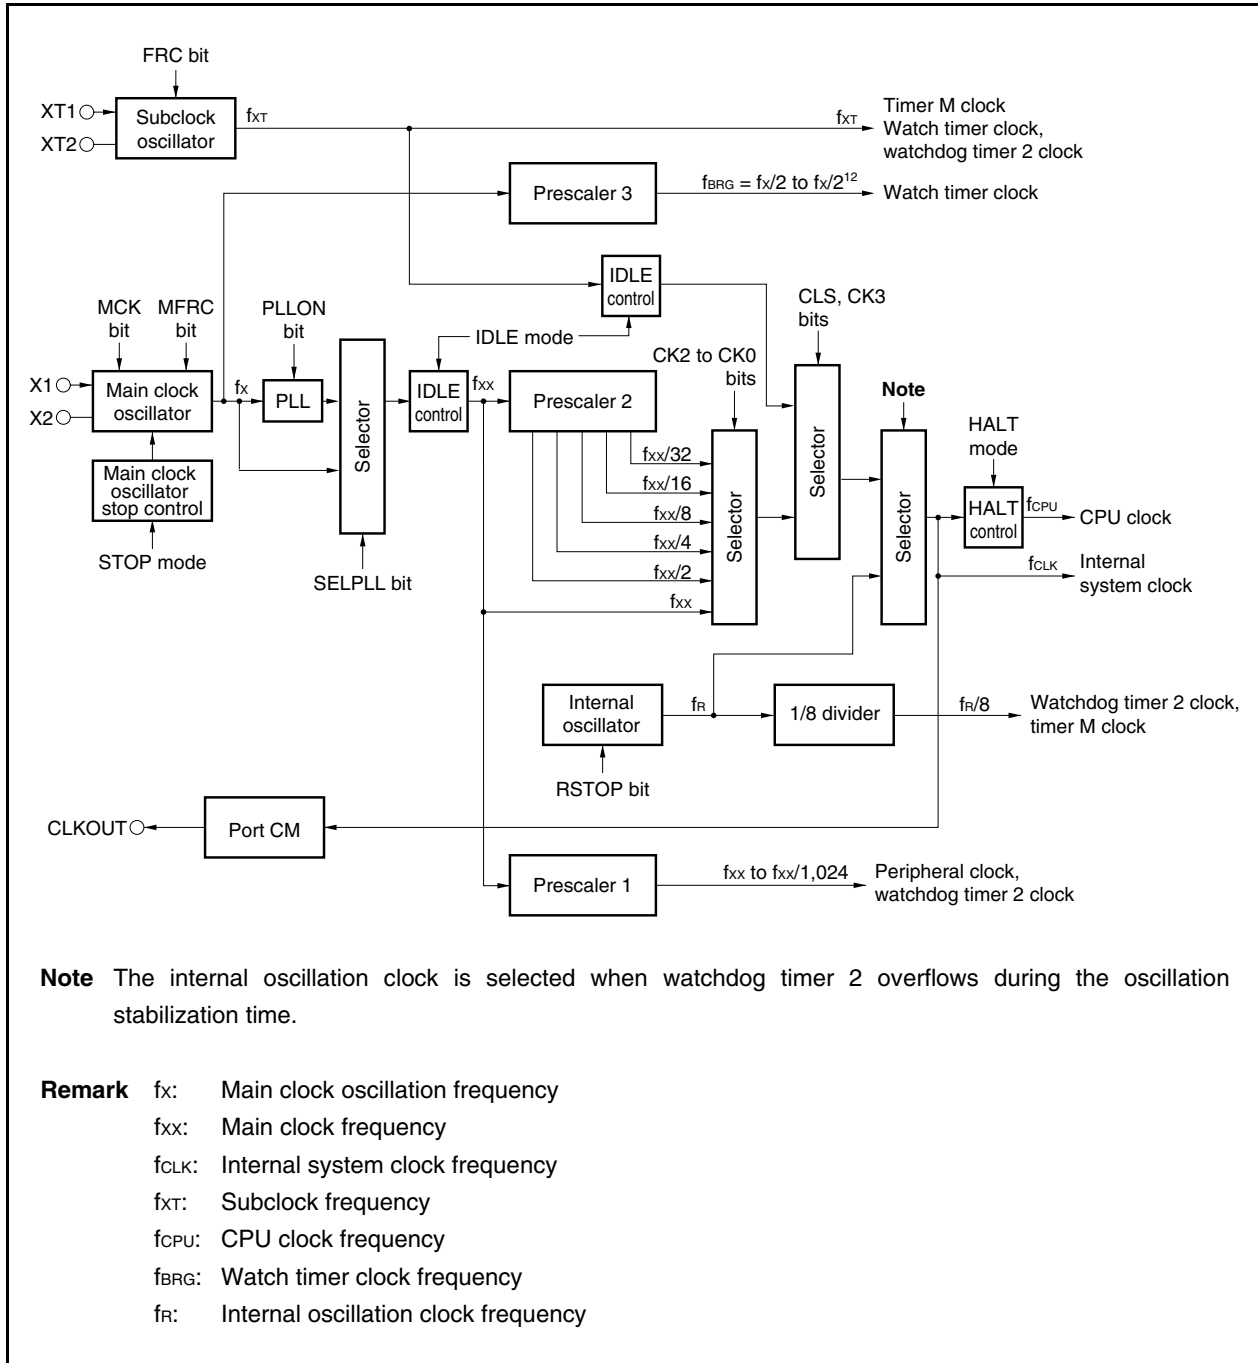 FRC bit
XT1
XT2
Subclock
oscillator
fXT
fXT
Timer M clock
Watch timer clock,
watchdog timer 2 clock
Prescaler 3
fBRG = fX/2 to fX/2¹²
Watch timer clock
IDLE
control
MCK
bit
MFRC
bit
PLLON
bit
IDLE mode
CLS, CK3
bits
CK2 to CK0
bits
X1
X2
Main clock
oscillator
fX
PLL
Selector
IDLE
control
fXX
Prescaler 2
Selector
Selector
Note
Selector
HALT
mode
HALT
control
fCPU
CPU clock
Main clock
oscillator
stop control
STOP mode
SELPLL bit
fXX/32
fXX/16
fXX/8
fXX/4
fXX/2
fXX
fCLK
Internal
system clock
Internal
oscillator
fR
1/8 divider
fR/8
Watchdog timer 2 clock,
timer M clock
RSTOP bit
CLKOUT
Port CM
Prescaler 1
fXX to fXX/1,024
Peripheral clock,
watchdog timer 2 clock
Note The internal oscillation clock is selected when watchdog timer 2 overflows during the oscillation
stabilization time.
Remark fX: Main clock oscillation frequency
fXX: Main clock frequency
fCLK: Internal system clock frequency
fXT: Subclock frequency
fCPU: CPU clock frequency
fBRG: Watch timer clock frequency
fR: Internal oscillation clock frequency